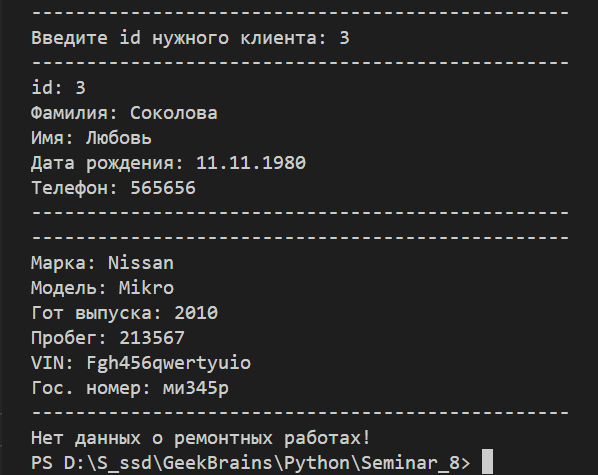 -------------------------------------------------
Введите id нужного клиента: 3
-------------------------------------------------
id: 3
Фамилия: Соколова
Имя: Любовь
Дата рождения: 11.11.1980
Телефон: 565656
-------------------------------------------------
-------------------------------------------------
Марка: Nissan
Модель: Mikro
Гот выпуска: 2010
Пробег: 213567
VIN: Fgh456qwertyuio
Гос. номер: ми345р
-------------------------------------------------
Нет данных о ремонтных работах!
PS D:\S_ssd\GeekBrains\Python\Seminar_8>